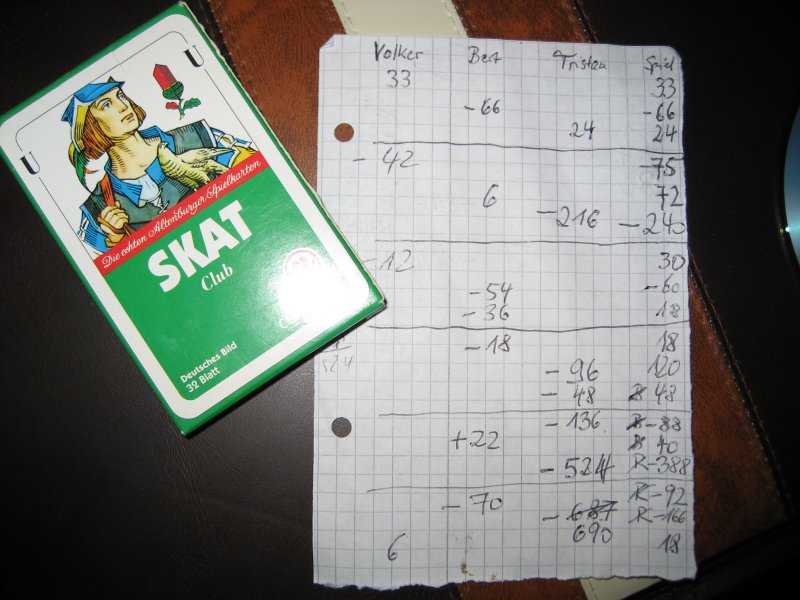 U
U
Die echten Altenburger Spielkarten
SKAT
Club
Deutsches Bild
32 Blatt
Volker Bert Tristan Spiel
33 33
-66 -66
24 24
-42 75
6 72
-216 -240
-12 30
-54 -60
-36 18
-18 18
-96 120
-48 48
-136 -88
+22 40
-524 R-388
-70 R-92
- R-166
690
6 18